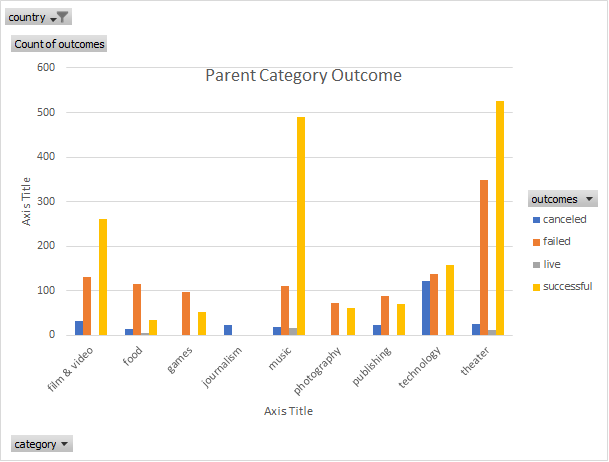 country
Count of outcomes
Parent Category Outcome
600
500
400
300
200
100
0
Axis Title
film & video
food
games
journalism
music
photography
publishing
technology
theater
Axis Title
outcomes
canceled
failed
live
successful
category